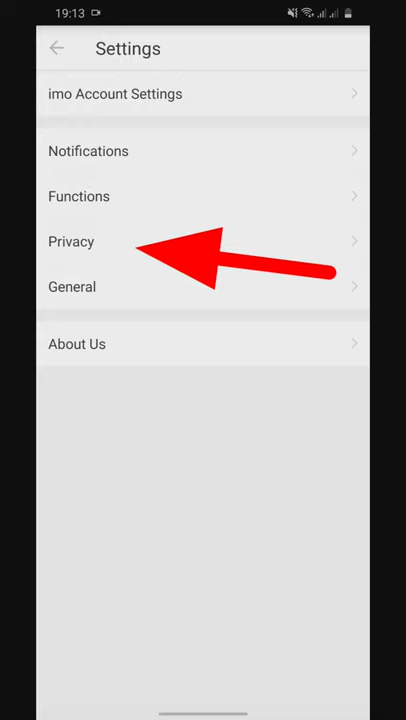 19:13
Settings
imo Account Settings
Notifications
Functions
Privacy
General
About Us